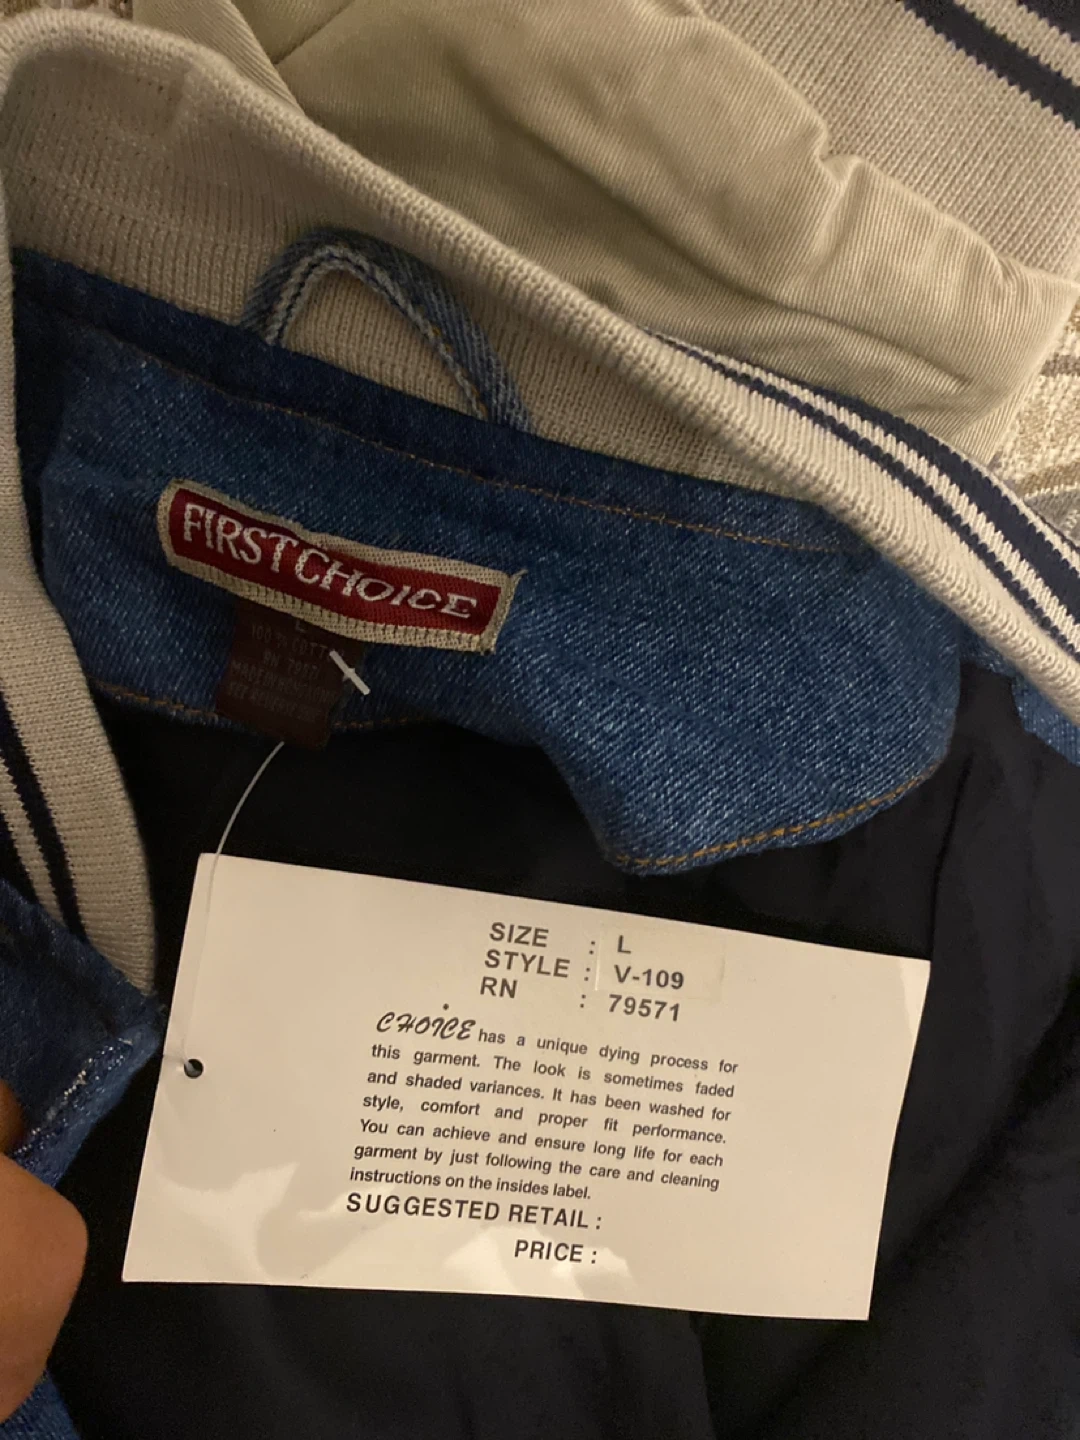 FIRST CHOICE
L
100 % COTT
SIZE : L
STYLE : V-109
RN : 79571
CHOICE has a unique dying process for
this garment. The look is sometimes faded
and shaded variances. It has been washed for
style, comfort and proper fit performance.
You can achieve and ensure long life for each
garment by just following the care and cleaning
instructions on the insides label.
SUGGESTED RETAIL :
PRICE :